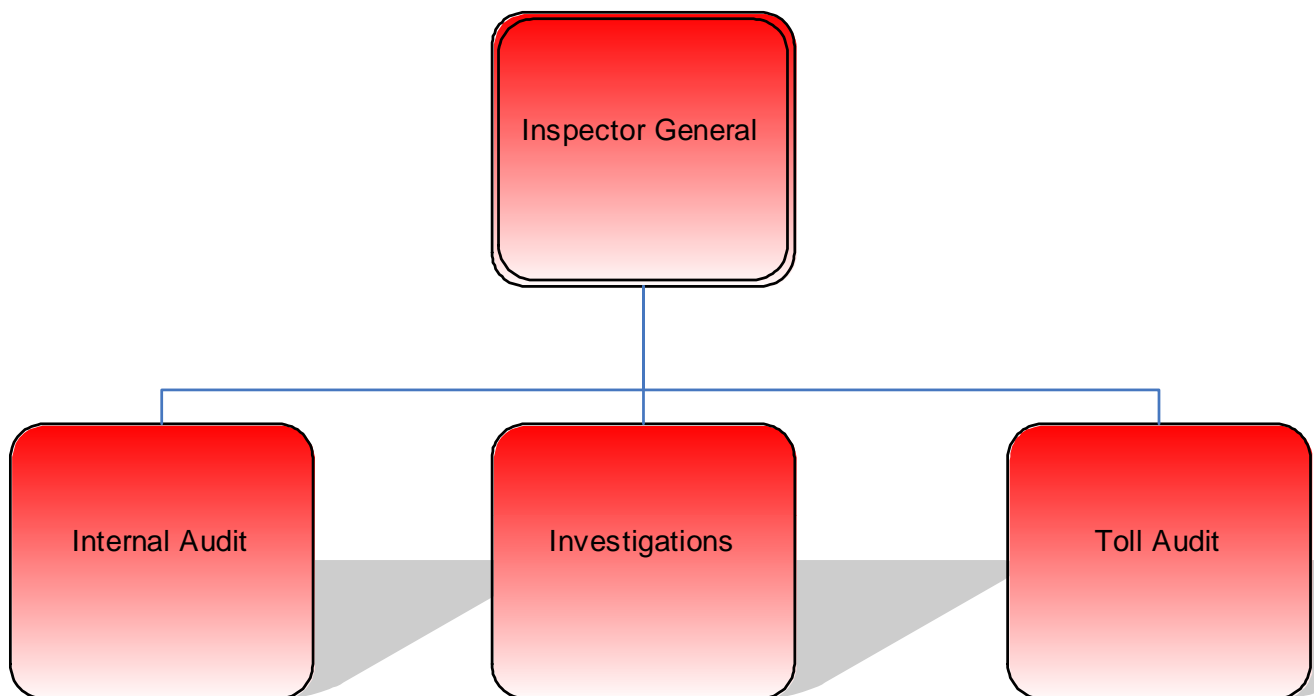 Inspector General
Internal Audit
Investigations
Toll Audit